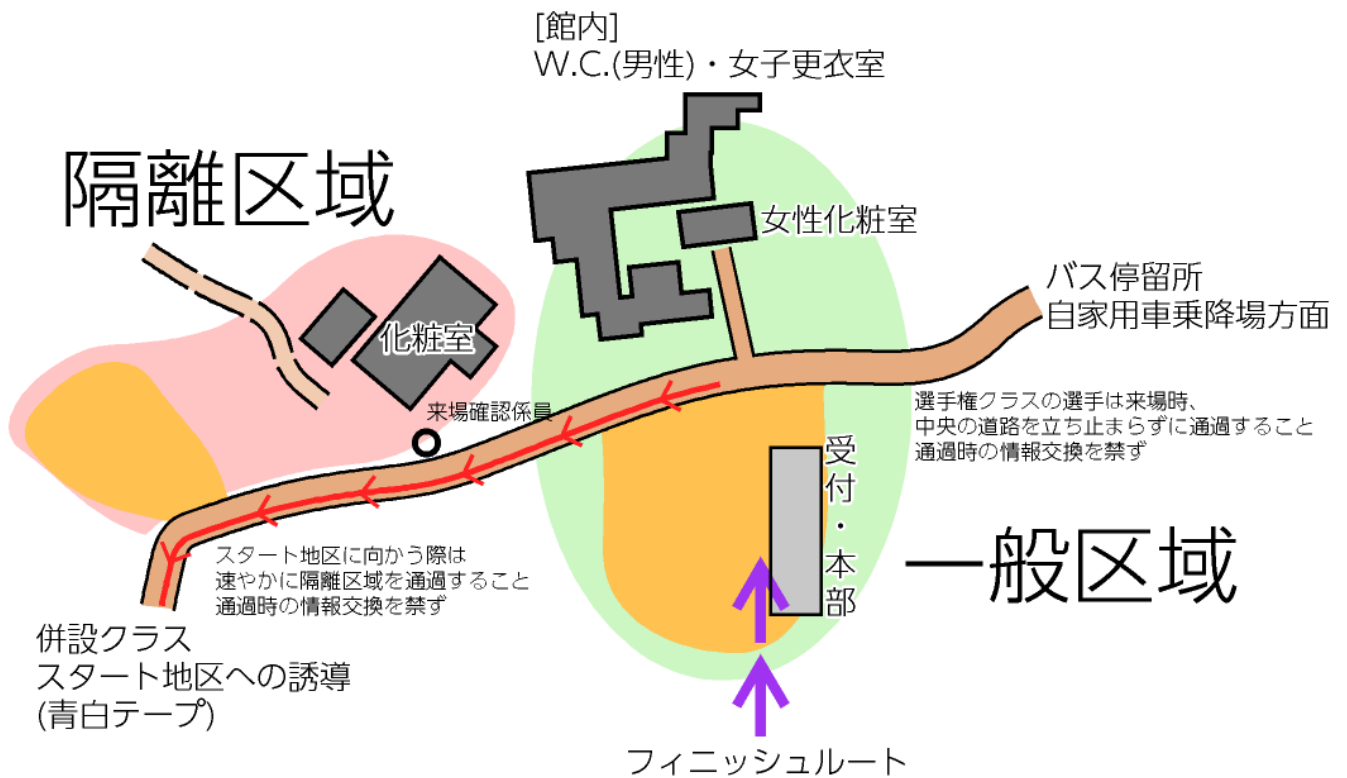 [館内]
W.C.(男性)・女子更衣室
隔離区域
女性化粧室
バス停留所
自家用車乗降場方面
化粧室
来場確認係員
選手権クラスの選手は来場時、
中央の道路を立ち止まらずに通過すること
通過時の情報交換を禁ず
受付・本部
一般区域
スタート地区に向かう際は
速やかに隔離区域を通過すること
通過時の情報交換を禁ず
併設クラス
スタート地区への誘導
(青白テープ)
フィニッシュルート